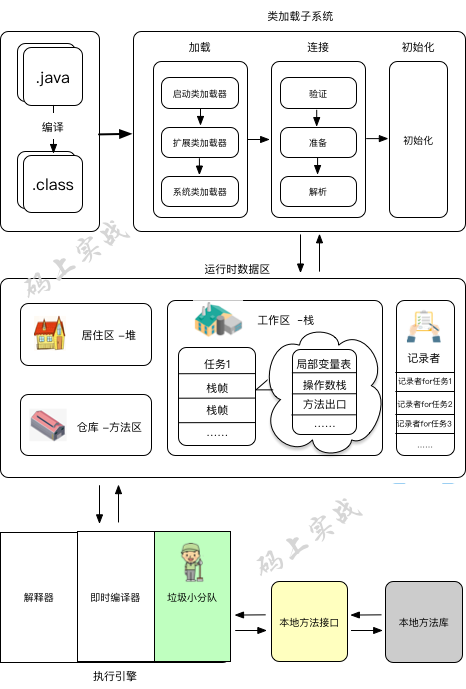 类加载子系统
.java
编译
.class
加载
连接
初始化
启动类加载器
扩展类加载器
系统类加载器
验证
准备
解析
初始化
码上实战
运行时数据区
居住区 –堆
仓库 –方法区
工作区 –栈
任务1
栈帧
栈帧
......
局部变量表
操作数栈
方法出口
......
记录者
记录者for任务1
记录者for任务2
记录者for任务3
......
码上实战
解释器
即时编译器
垃圾小分队
执行引擎
本地方法接口
本地方法库